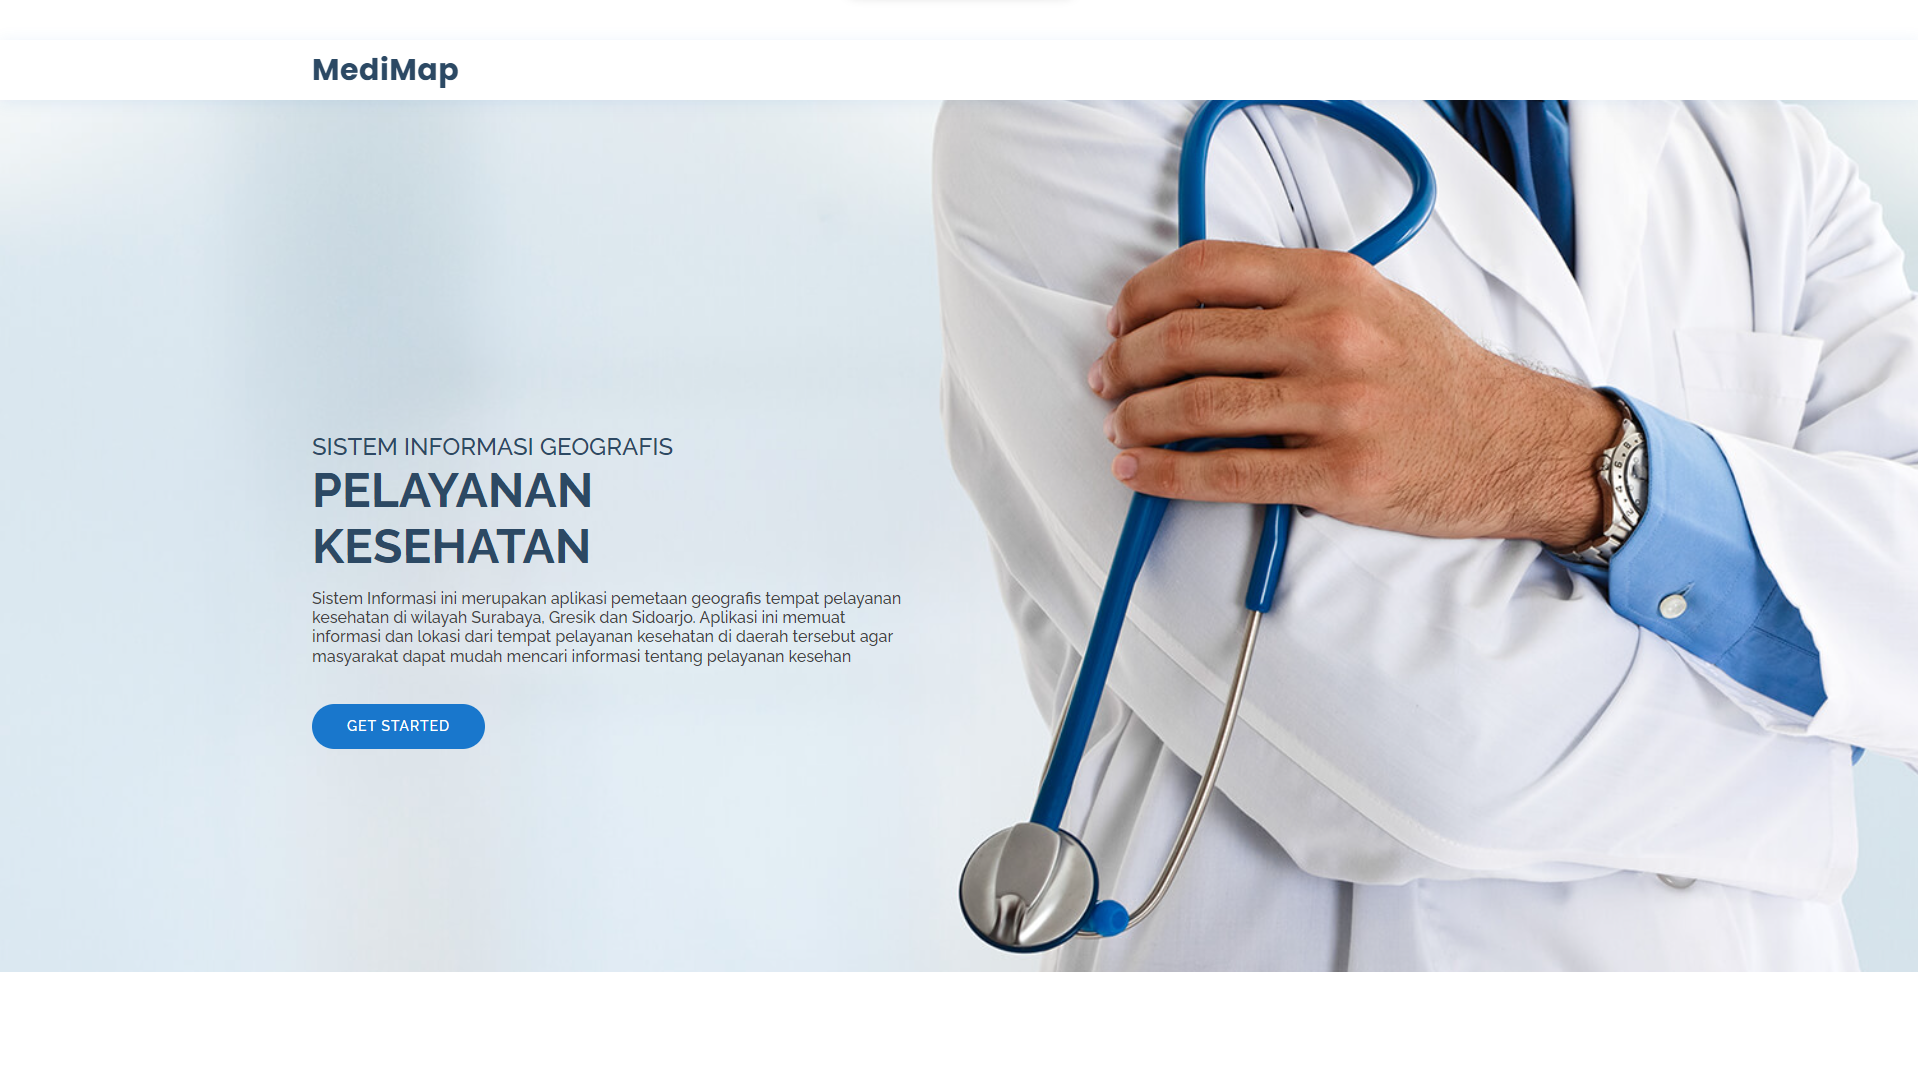 MediMap
SISTEM INFORMASI GEOGRAFIS
PELAYANAN
KESEHATAN
Sistem Informasi ini merupakan aplikasi pemetaan geografis tempat pelayanan
kesehatan di wilayah Surabaya, Gresik dan Sidoarjo. Aplikasi ini memuat
informasi dan lokasi dari tempat pelayanan kesehatan di daerah tersebut agar
masyarakat dapat mudah mencari informasi tentang pelayanan kesehan
GET STARTED